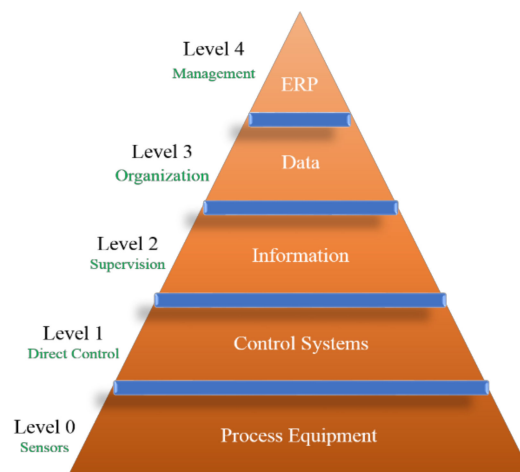 Level 4
Management
ERP
Level 3
Organization
Data
Level 2
Supervision
Information
Level 1
Direct Control
Control Systems
Level 0
Sensors
Process Equipment